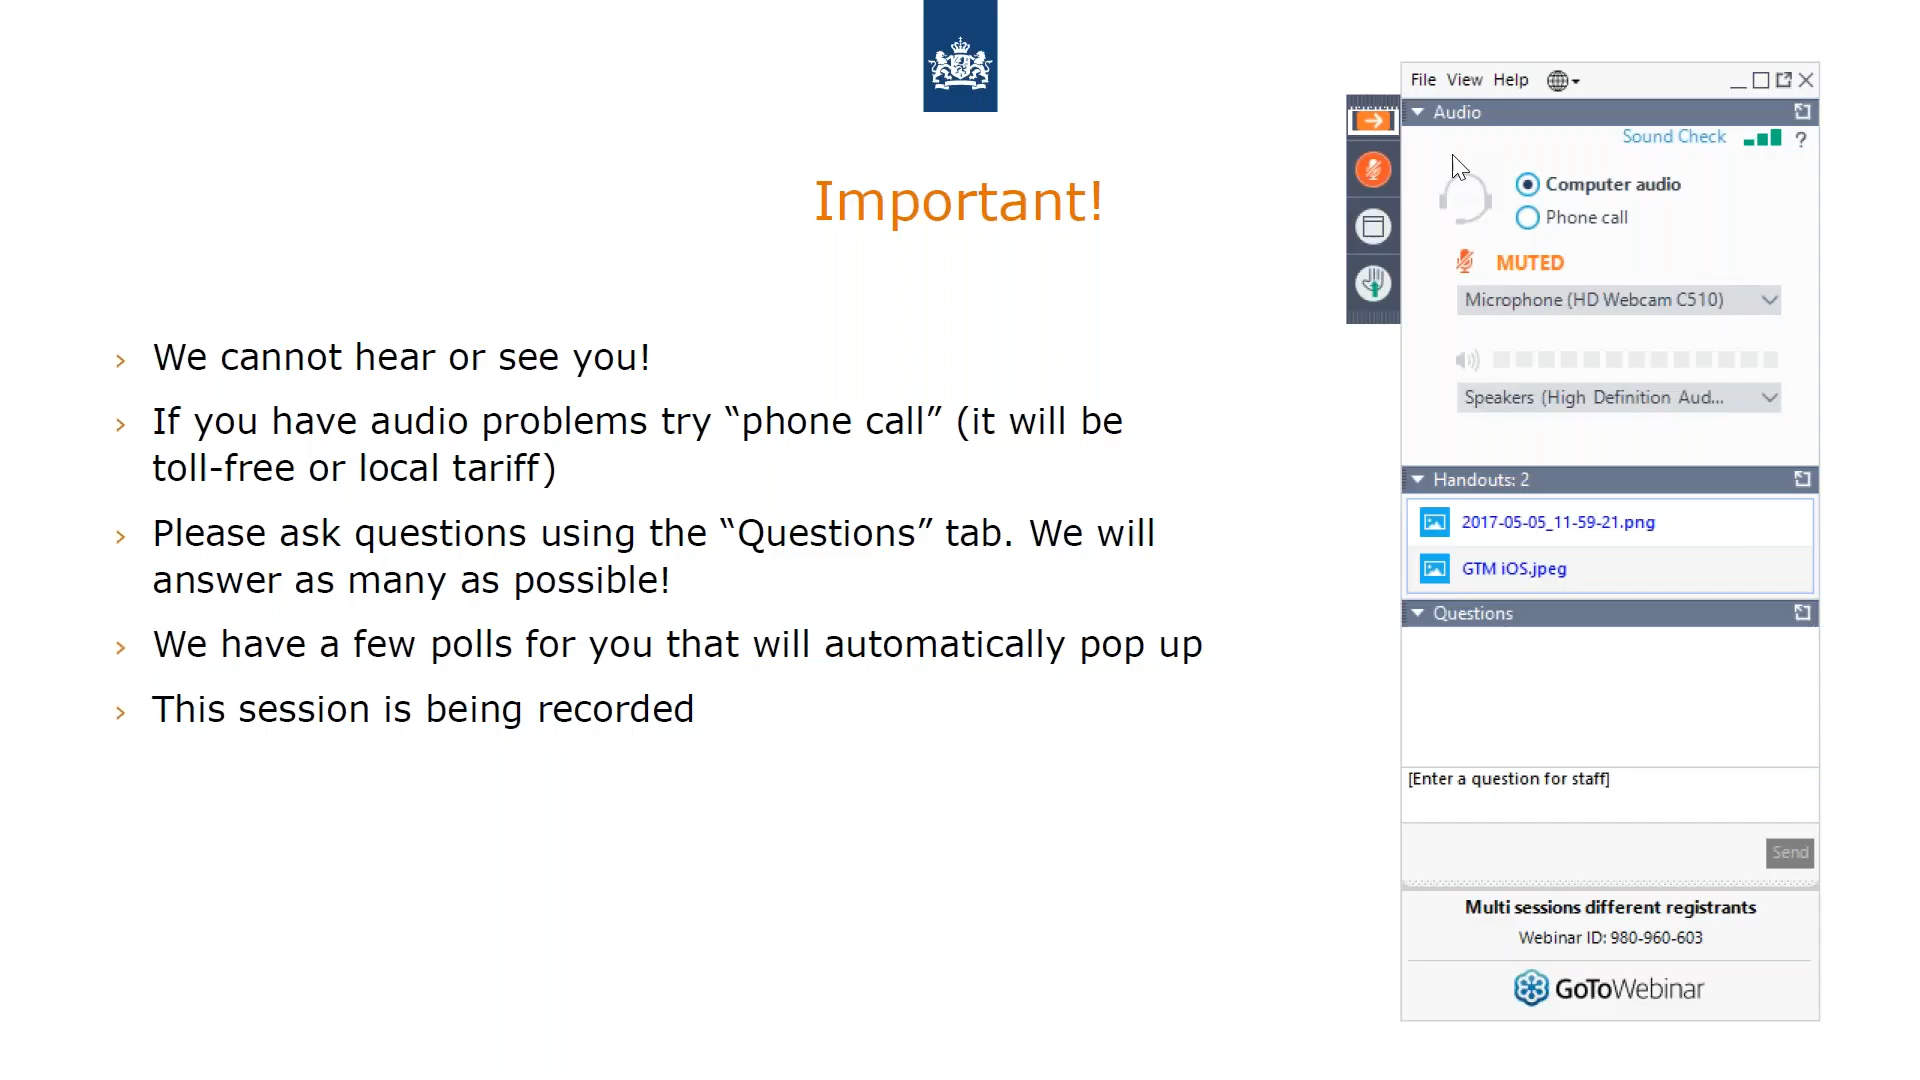 Important!
› We cannot hear or see you!
› If you have audio problems try “phone call” (it will be
toll-free or local tariff)
› Please ask questions using the “Questions” tab. We will
answer as many as possible!
› We have a few polls for you that will automatically pop up
› This session is being recorded
File View Help
Audio
Sound Check ?
Computer audio
Phone call
MUTED
Microphone (HD Webcam C510)
Speakers (High Definition Aud...
Handouts: 2
2017-05-05_11-59-21.png
GTM iOS.jpeg
Questions
[Enter a question for staff]
Send
Multi sessions different registrants
Webinar ID: 980-960-603
GoToWebinar